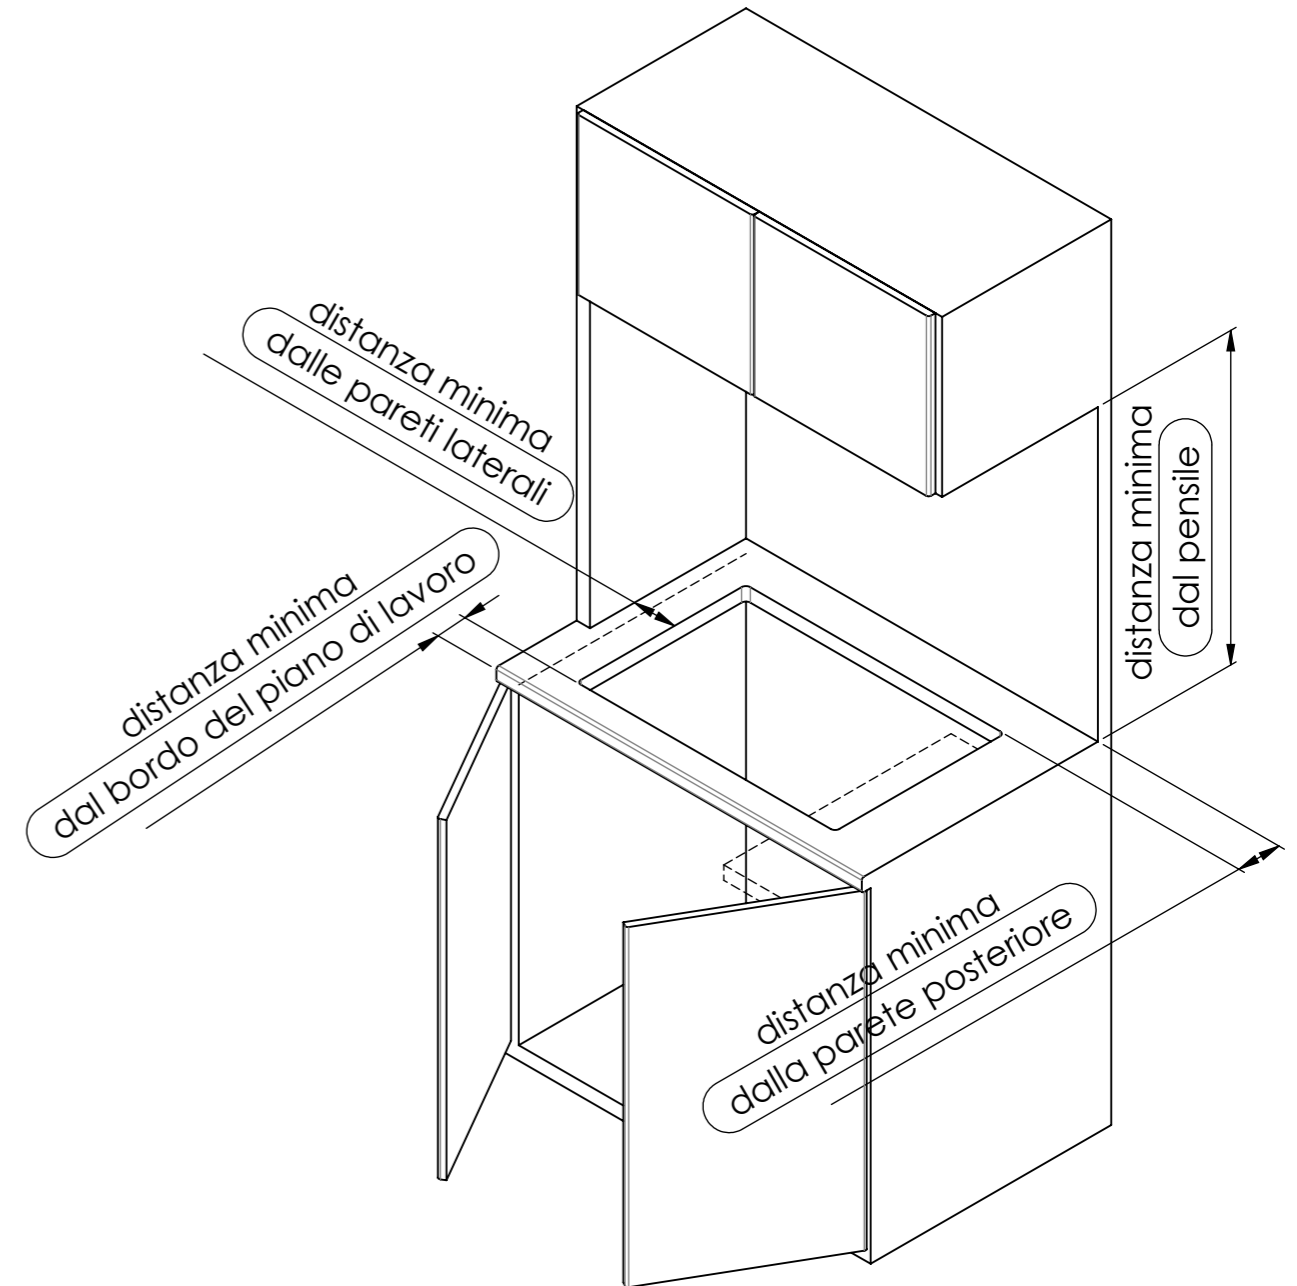 distanza minima
dalle pareti laterali
distanza minima
dal pensile
distanza minima
dal bordo del piano di lavoro
distanza minima
dalla parete posteriore